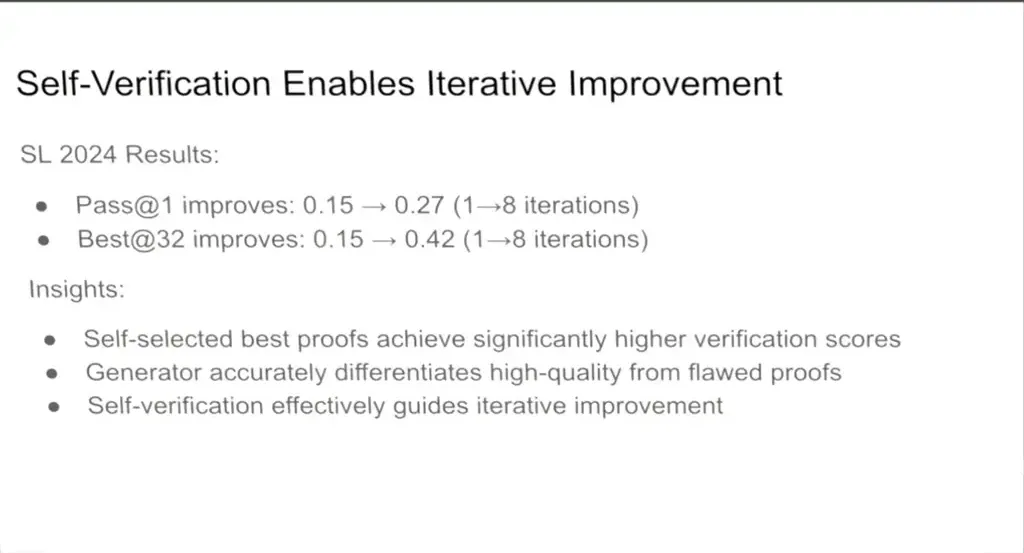 Self-Verification Enables Iterative Improvement
SL 2024 Results:
● Pass@1 improves: 0.15 → 0.27 (1→8 iterations)
● Best@32 improves: 0.15 → 0.42 (1→8 iterations)
Insights:
● Self-selected best proofs achieve significantly higher verification scores
● Generator accurately differentiates high-quality from flawed proofs
● Self-verification effectively guides iterative improvement